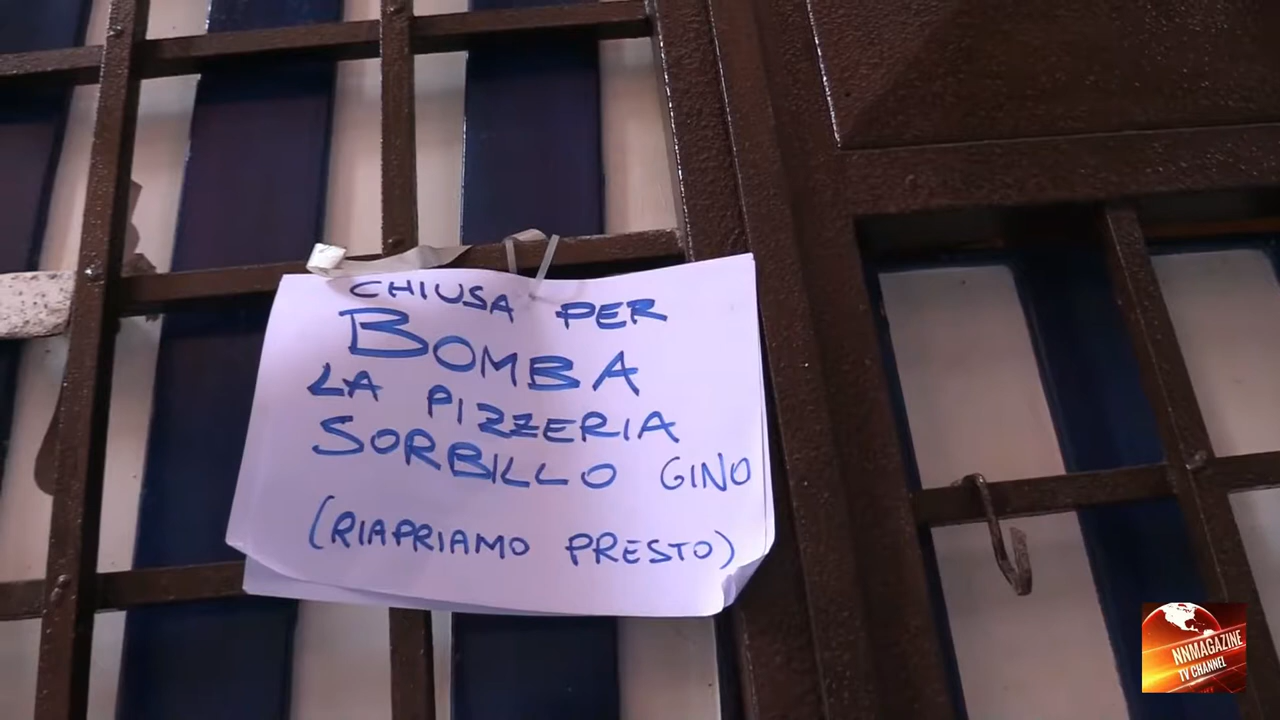 CHIUSA PER
BOMBA
LA PIZZERIA
SORBILLO GINO
(RIAPRIAMO PRESTO)
NNMAGAZINE
TV CHANNEL